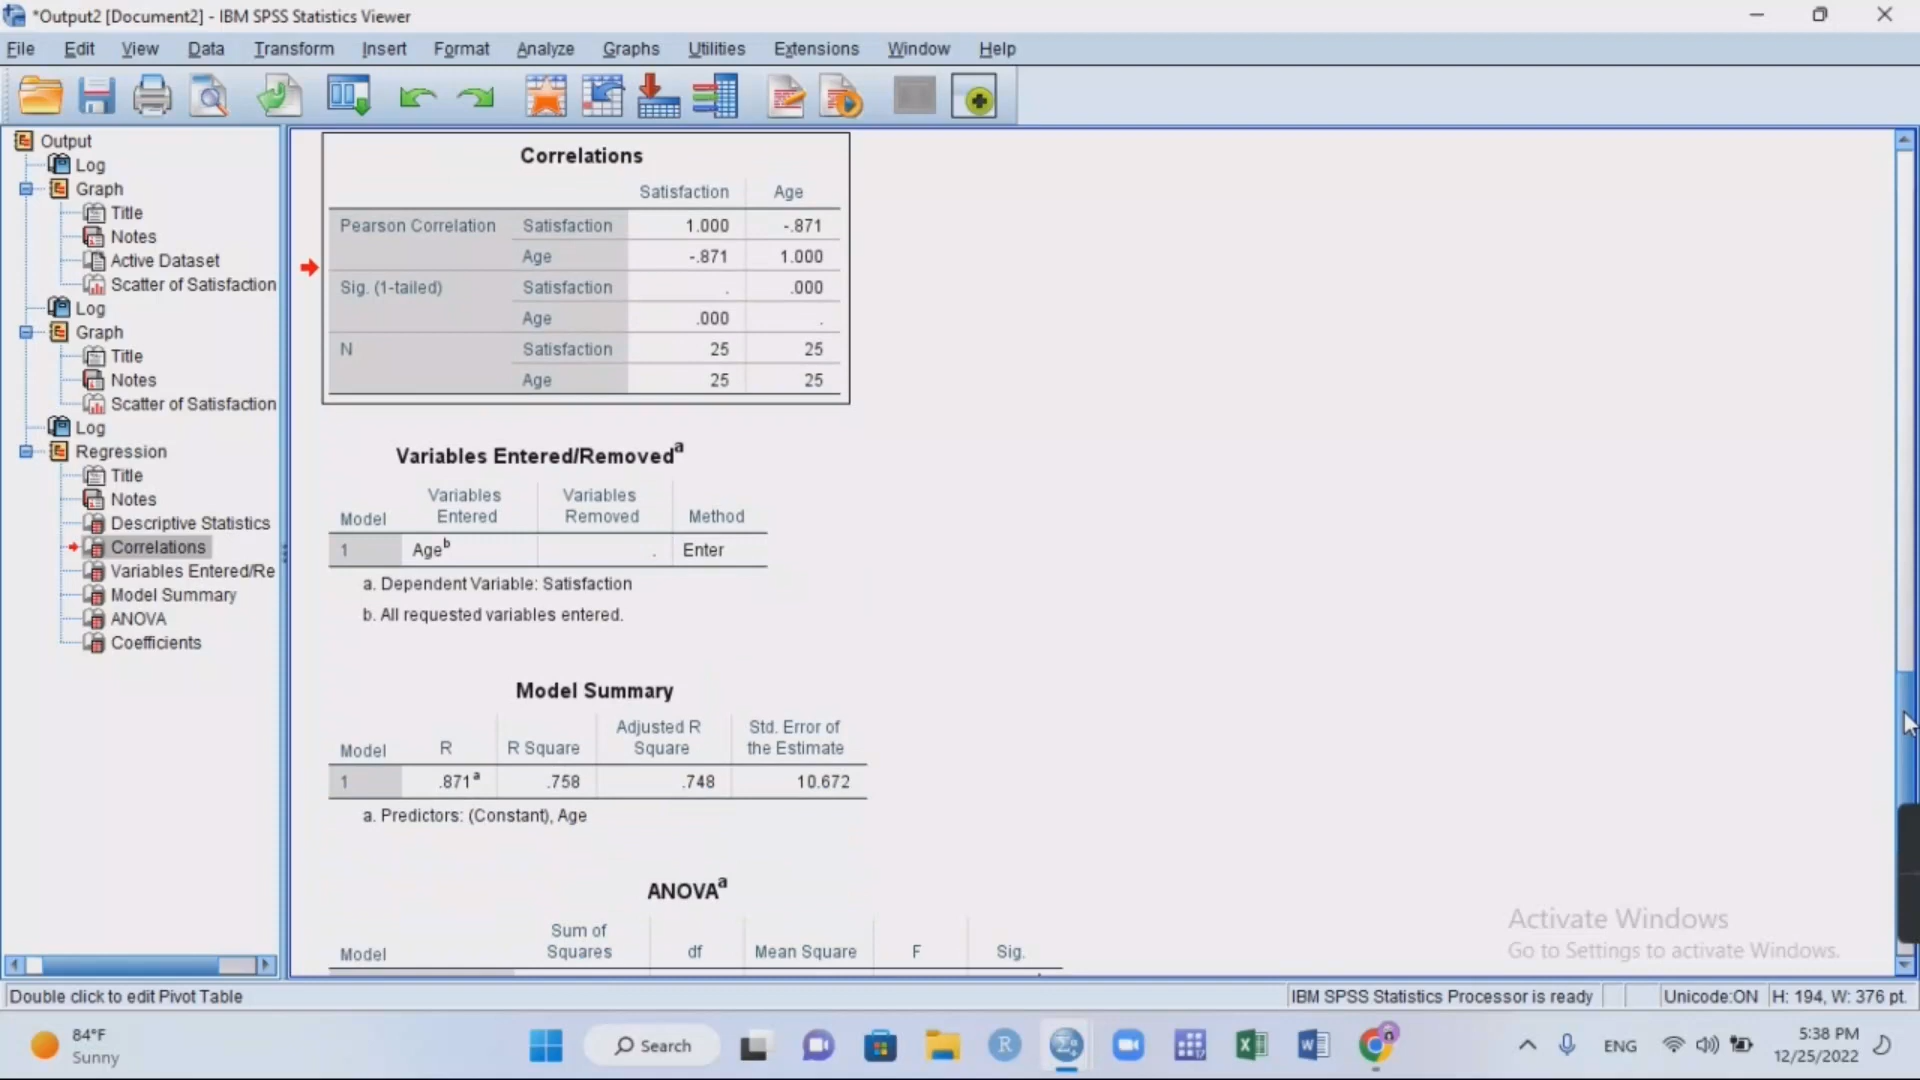 *Output2 [Document2] - IBM SPSS Statistics Viewer
File Edit View Data Transform Insert Format Analyze Graphs Utilities Extensions Window Help
Output
Log
Graph
Title
Notes
Active Dataset
Scatter of Satisfaction
Log
Graph
Title
Notes
Scatter of Satisfaction
Log
Regression
Title
Notes
Descriptive Statistics
Correlations
Variables Entered/Re
Model Summary
ANOVA
Coefficients
Correlations
Satisfaction Age
Pearson Correlation Satisfaction 1.000 -.871
Age -.871 1.000
Sig. (1-tailed) Satisfaction . .000
Age .000 .
N Satisfaction 25 25
Age 25 25
Variables Entered/Removedª
Model Variables Entered Variables Removed Method
1 Ageᵇ . Enter
a. Dependent Variable: Satisfaction
b. All requested variables entered.
Model Summary
Model R R Square Adjusted R Square Std. Error of the Estimate
1 .871ª .758 .748 10.672
a. Predictors: (Constant), Age
ANOVAª
Model Sum of Squares df Mean Square F Sig.
Activate Windows
Go to Settings to activate Windows.
Double click to edit Pivot Table IBM SPSS Statistics Processor is ready Unicode:ON H: 194, W: 376 pt.
84°F
Sunny
Search
R
ENG
5:38 PM
12/25/2022